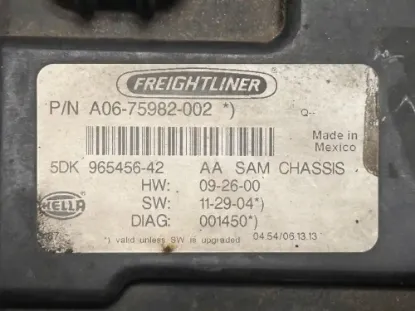 FREIGHTLINER
P/N A06-75982-002 *)
Q--
Made in
Mexico
5DK 965456-42 AA SAM CHASSIS
HW: 09-26-00
HELLA
SW: 11-29-04*)
DIAG: 001450*)
*) valid unless SW is upgraded 04.54/06.13.13